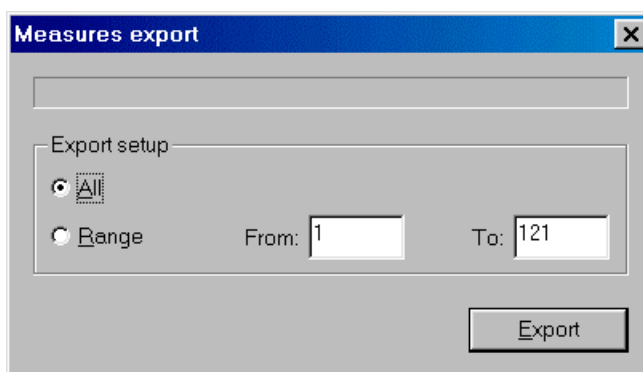 Measures export
Export setup
All
Range From: 1 To: 121
Export